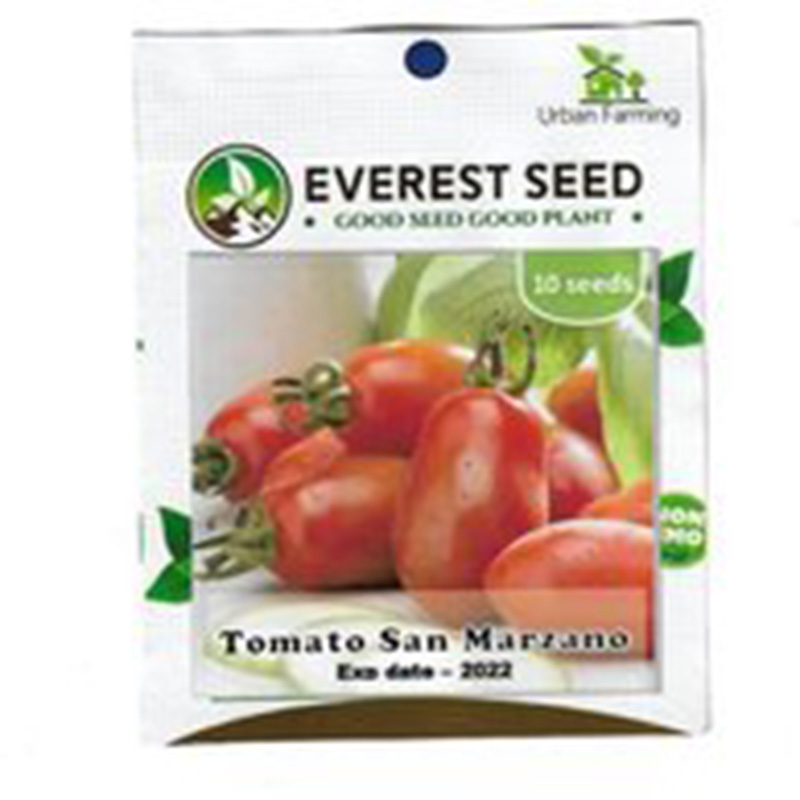 Urban Farming
EVEREST SEED
• GOOD SEED GOOD PLANT •
10 seeds
Tomato San Marzano
Exp date - 2022